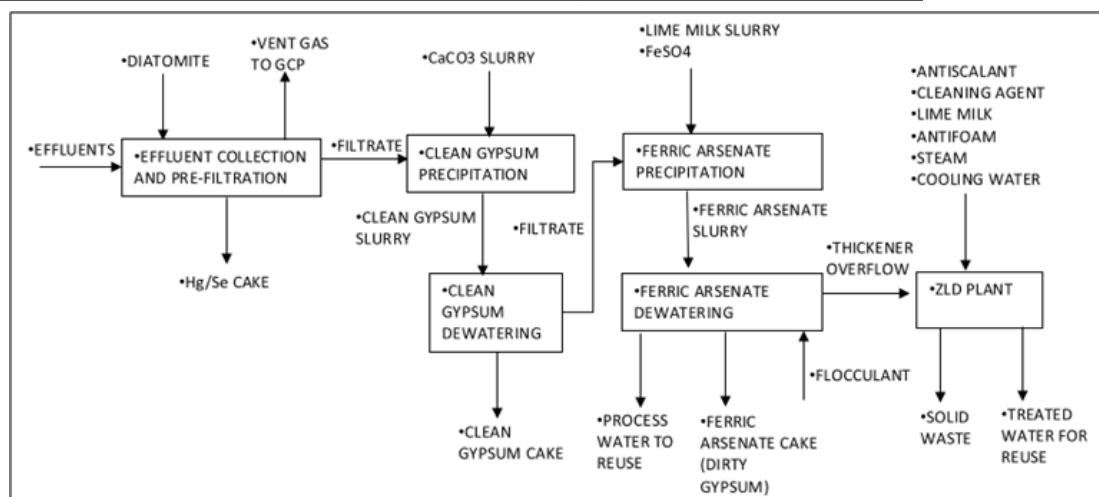 •DIATOMITE
•VENT GAS
TO GCP
•CaCO3 SLURRY
•LIME MILK SLURRY
•FeSO4
•ANTISCALANT
•CLEANING AGENT
•LIME MILK
•ANTIFOAM
•STEAM
•COOLING WATER
•EFFLUENTS
•EFFLUENT COLLECTION
AND PRE-FILTRATION
•FILTRATE
•CLEAN GYPSUM
PRECIPITATION
•FERRIC ARSENATE
PRECIPITATION
•CLEAN GYPSUM
SLURRY
•FILTRATE
•FERRIC ARSENATE
SLURRY
•THICKENER
OVERFLOW
•Hg/Se CAKE
•CLEAN
GYPSUM
DEWATERING
•FERRIC ARSENATE
DEWATERING
•ZLD PLANT
•FLOCCULANT
•CLEAN
GYPSUM CAKE
•PROCESS
WATER TO
REUSE
•FERRIC
ARSENATE CAKE
(DIRTY
GYPSUM)
•SOLID
WASTE
•TREATED
WATER FOR
REUSE